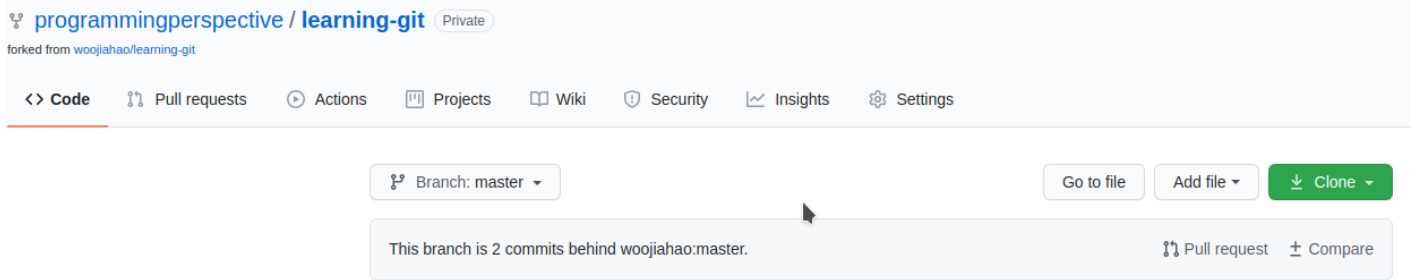 programmingperspective / learning-git Private
forked from woojiahao/learning-git
<> Code Pull requests Actions Projects Wiki Security Insights Settings
Branch: master Go to file Add file Clone
This branch is 2 commits behind woojiahao:master. Pull request Compare